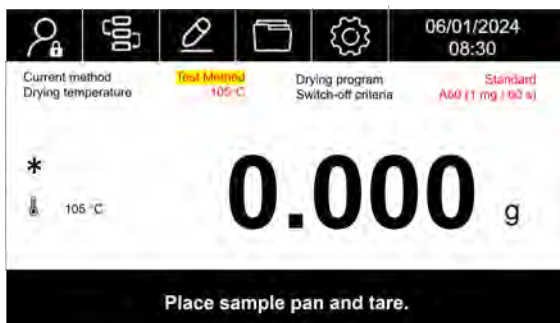 06/01/2024
08:30
Current method Test Method Drying program Standard
Drying temperature 105 °C Switch-off criteria A60 (1 mg / 60 s)
*
0.000 g
105 °C
Place sample pan and tare.